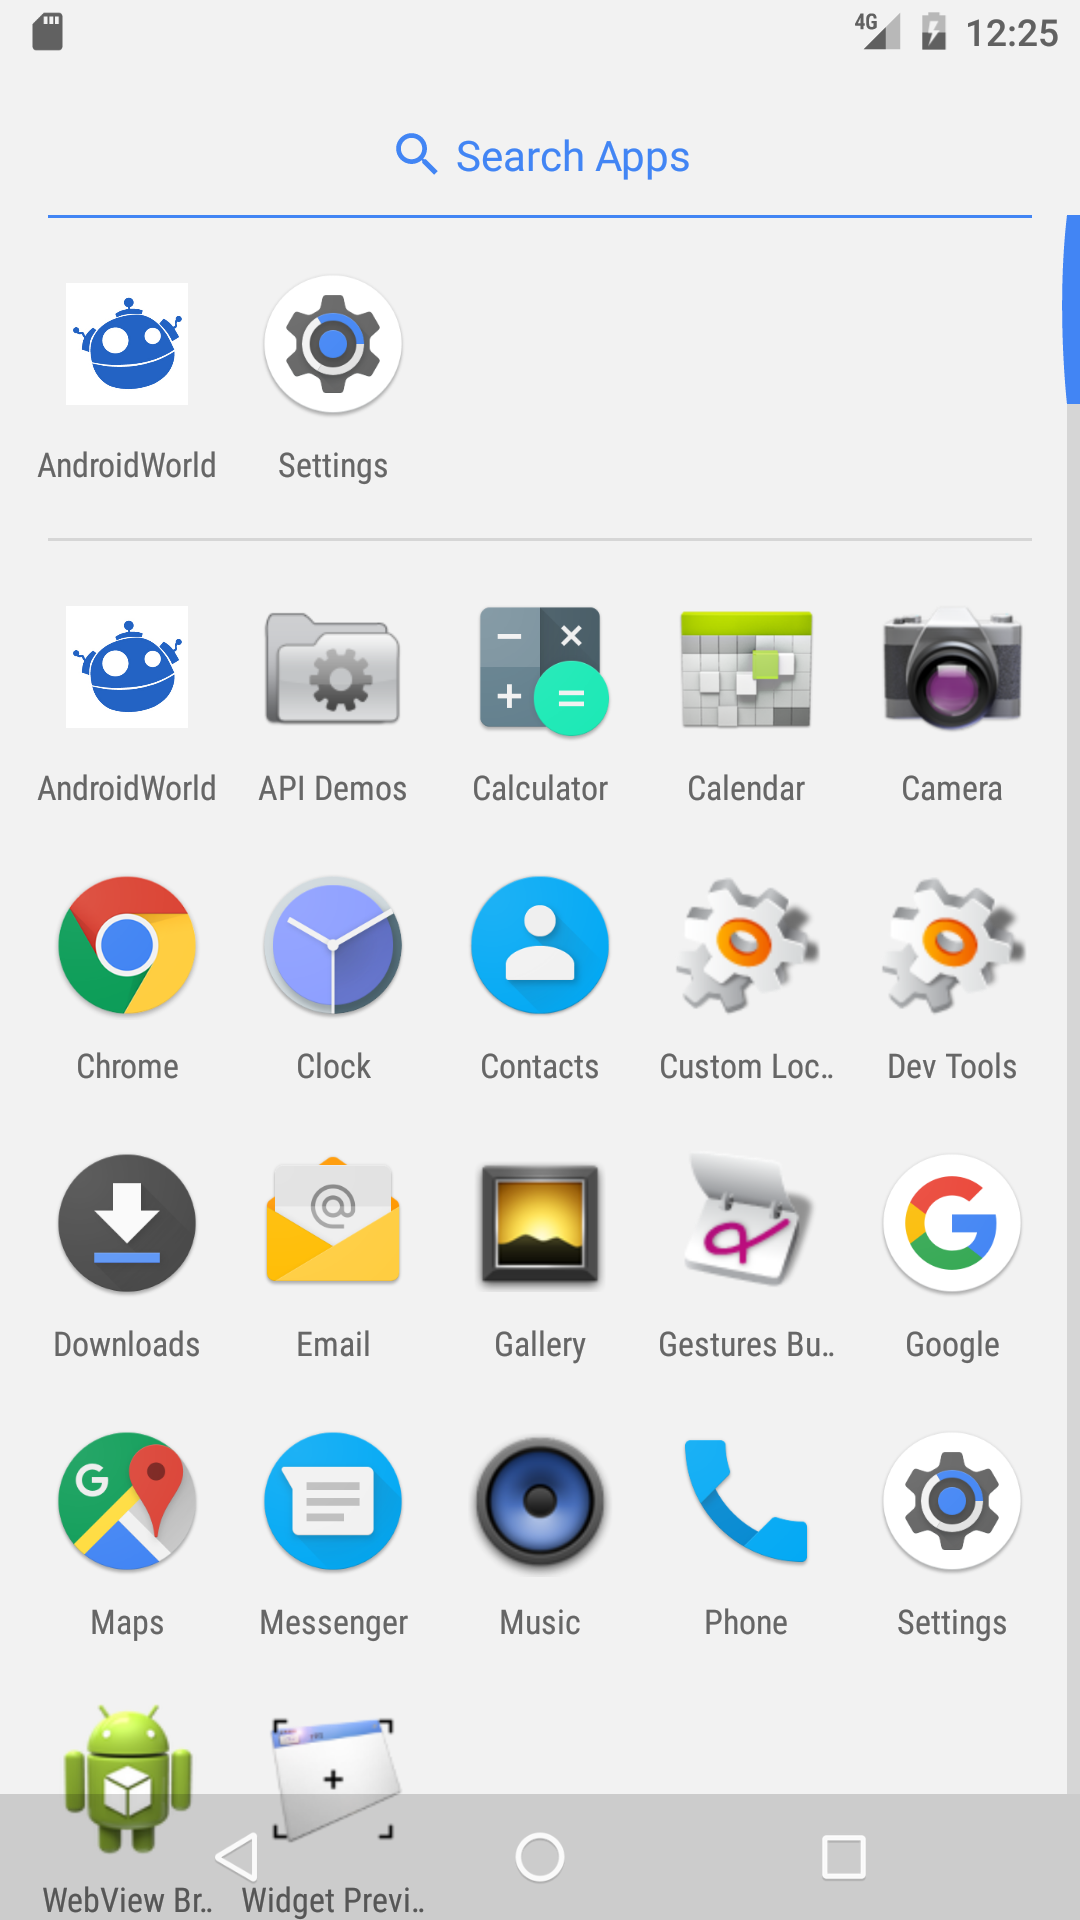 4G 12:25
Search Apps
AndroidWorld Settings
AndroidWorld API Demos Calculator Calendar Camera
Chrome Clock Contacts Custom Loc.. Dev Tools
Downloads Email Gallery Gestures Bu.. Google
Maps Messenger Music Phone Settings
WebView Br.. Widget Previ..